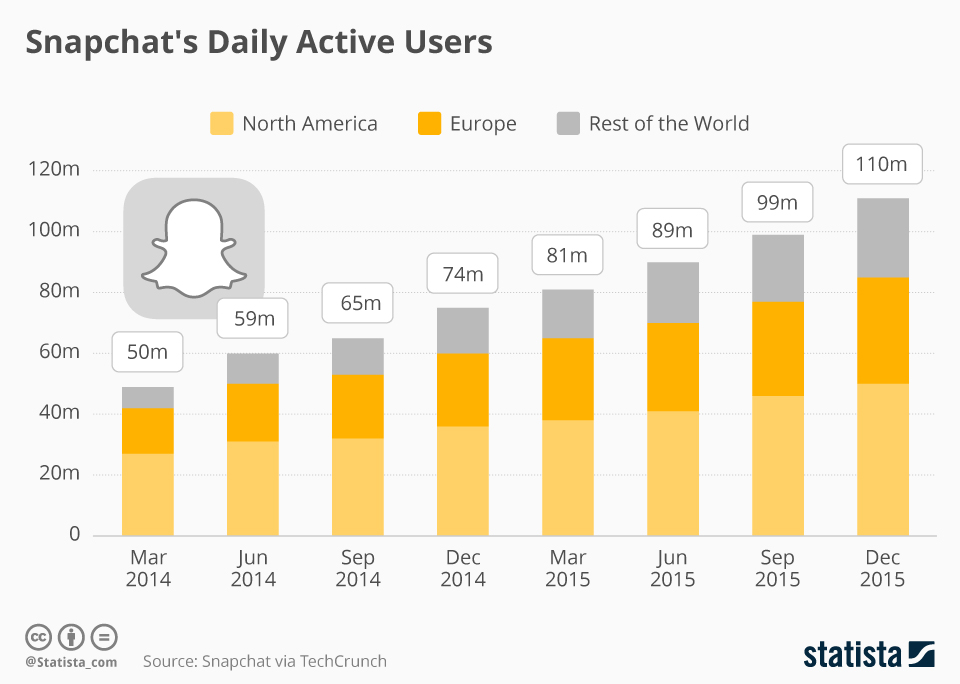 Snapchat's Daily Active Users
North America Europe Rest of the World
120m
100m
80m
60m
40m
20m
0
50m
59m
65m
74m
81m
89m
99m
110m
Mar 2014
Jun 2014
Sep 2014
Dec 2014
Mar 2015
Jun 2015
Sep 2015
Dec 2015
cc
@Statista_com
Source: Snapchat via TechCrunch
statista